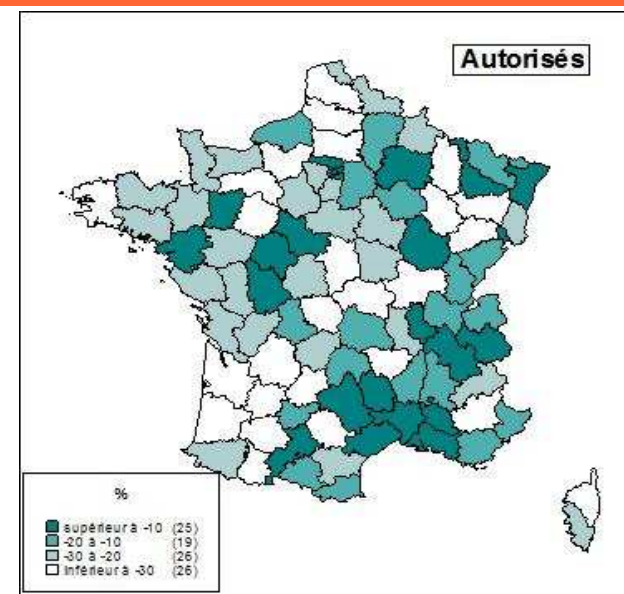 Autorisés
%
supérieur à -10 (25)
-20 à -10 (19)
-30 à -20 (26)
Inférieur à -30 (26)